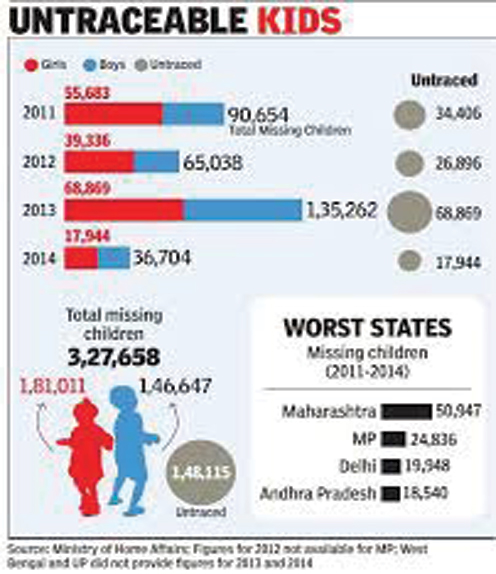 UNTRACEABLE KIDS
Girls Boys Untraced
Untraced
55,683
2011 90,654 34,406
Total Missing Children
39,336
2012 65,038 26,896
68,869
2013 1,35,262 68,869
17,944
2014 36,704 17,944
Total missing
children
3,27,658
1,81,011 1,46,647
1,48,115
Untraced
WORST STATES
Missing children
(2011-2014)
Maharashtra 50,947
MP 24,836
Delhi 19,948
Andhra Pradesh 18,540
Source: Ministry of Home Affairs; Figures for 2012 not available for MP; West
Bengal and UP did not provide figures for 2013 and 2014